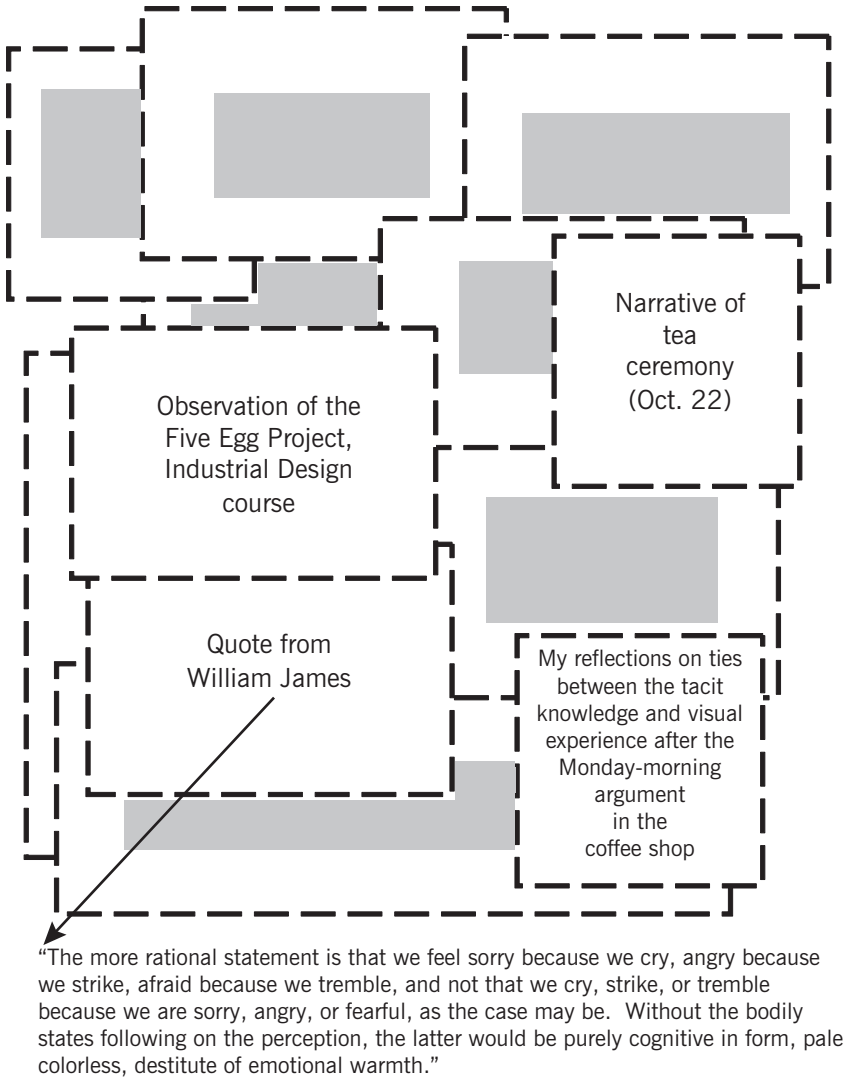 Narrative of
tea
ceremony
(Oct. 22)
Observation of the
Five Egg Project,
Industrial Design
course
Quote from
William James
My reflections on ties
between the tacit
knowledge and visual
experience after the
Monday-morning
argument
in the
coffee shop
“The more rational statement is that we feel sorry because we cry, angry because
we strike, afraid because we tremble, and not that we cry, strike, or tremble
because we are sorry, angry, or fearful, as the case may be.  Without the bodily
states following on the perception, the latter would be purely cognitive in form, pale
colorless, destitute of emotional warmth.”